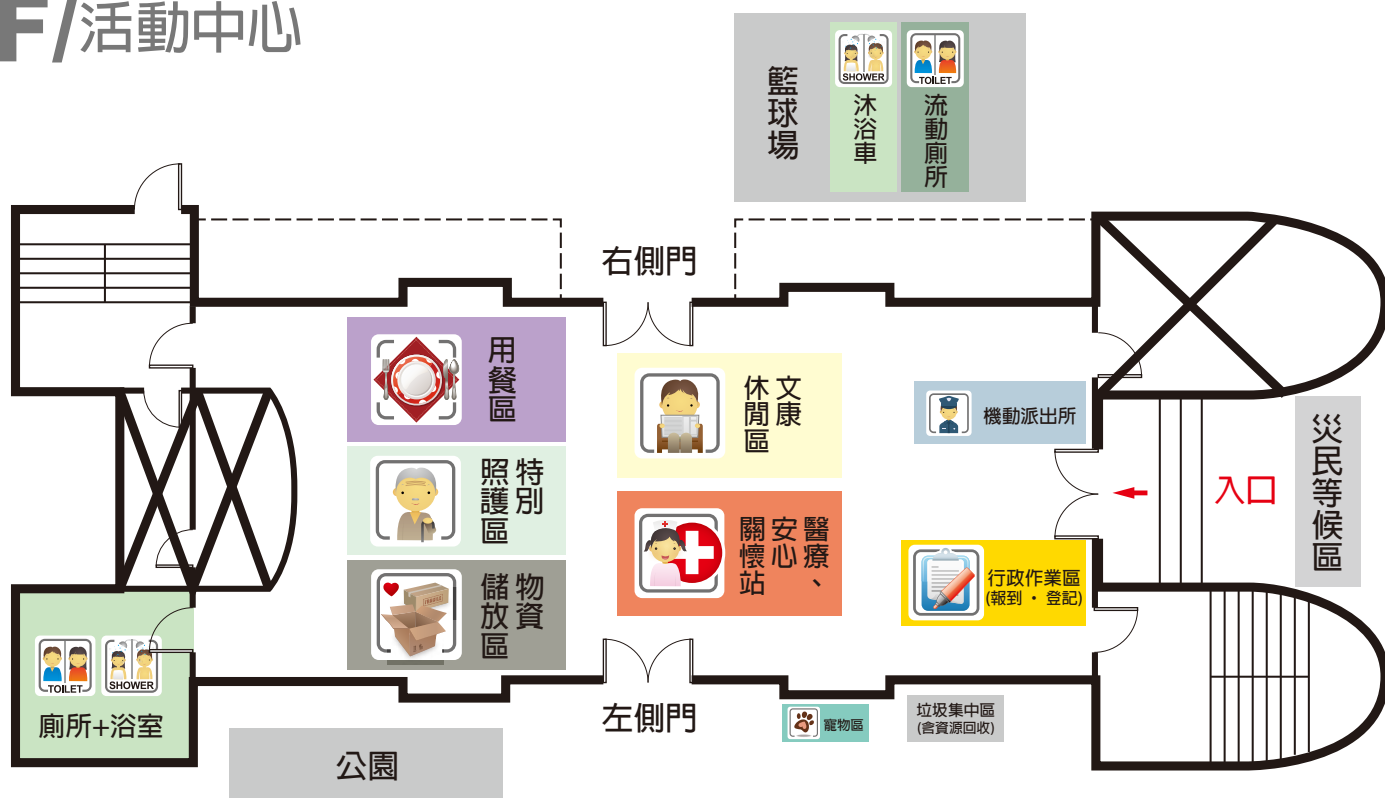 F/活動中心
籃球場
SHOWER
沐浴車
TOILET
流動廁所
右側門
用餐區
文康
休閒區
機動派出所
特別
照護區
入口
災民等候區
醫療、
安心
關懷站
行政作業區
(報到 · 登記)
物資
儲放區
TOILET
SHOWER
廁所+浴室
左側門
寵物區
垃圾集中區
(含資源回收)
公園